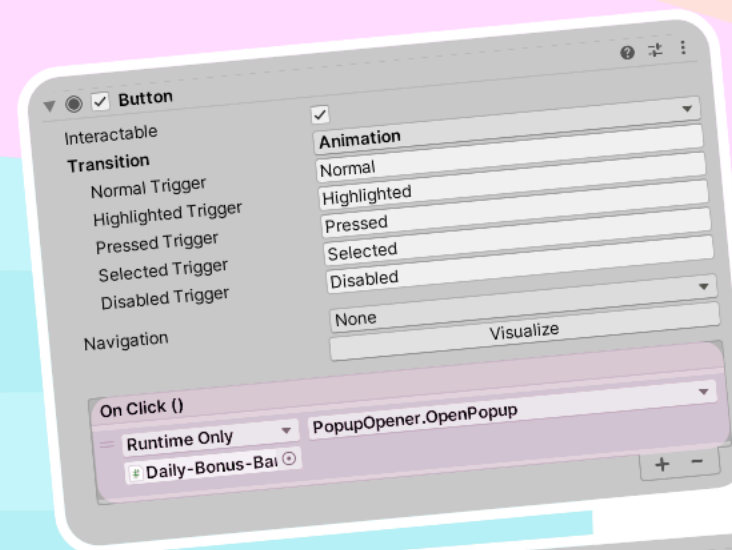 Button
Interactable
Transition Animation
Normal Trigger Normal
Highlighted Trigger Highlighted
Pressed Trigger Pressed
Selected Trigger Selected
Disabled Trigger Disabled
Navigation None
Visualize
On Click ()
Runtime Only PopupOpener.OpenPopup
Daily-Bonus-Ba